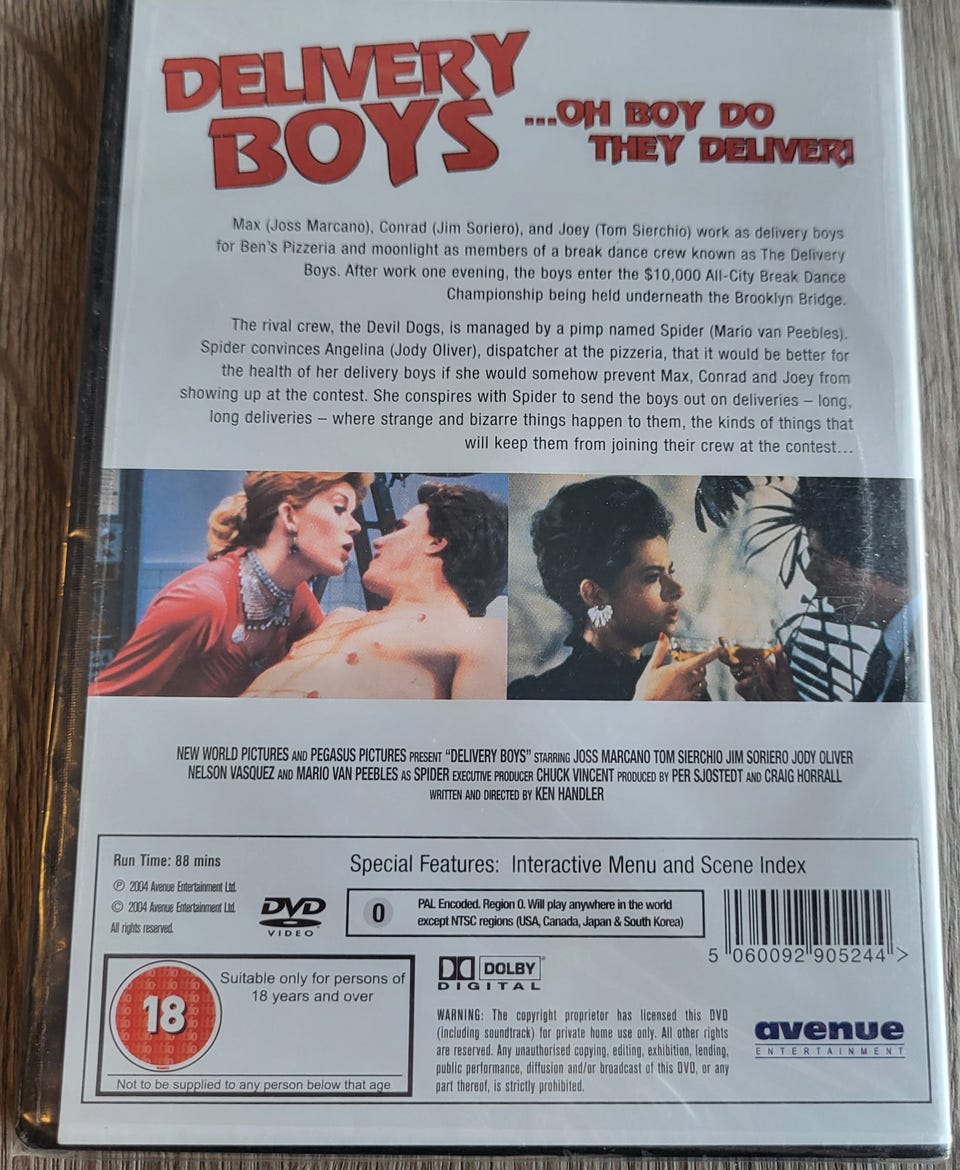 DELIVERY
BOYS
...OH BOY DO
THEY DELIVER!
Max (Joss Marcano), Conrad (Jim Soriero), and Joey (Tom Sierchio) work as delivery boys
for Ben's Pizzeria and moonlight as members of a break dance crew known as The Delivery
Boys. After work one evening, the boys enter the $10,000 All-City Break Dance
Championship being held underneath the Brooklyn Bridge.
The rival crew, the Devil Dogs, is managed by a pimp named Spider (Mario van Peebles).
Spider convinces Angelina (Jody Oliver), dispatcher at the pizzeria, that it would be better for
the health of her delivery boys if she would somehow prevent Max, Conrad and Joey from
showing up at the contest. She conspires with Spider to send the boys out on deliveries – long,
long deliveries – where strange and bizarre things happen to them, the kinds of things that
will keep them from joining their crew at the contest...
NEW WORLD PICTURES AND PEGASUS PICTURES PRESENT "DELIVERY BOYS" STARRING JOSS MARCANO TOM SIERCHIO JIM SORIERO JODY OLIVER
NELSON VASQUEZ AND MARIO VAN PEEBLES AS SPIDER EXECUTIVE PRODUCER CHUCK VINCENT PRODUCED BY PER SJOSTEDT AND CRAIG HORRALL
WRITTEN AND DIRECTED BY KEN HANDLER
Run Time: 88 mins
Special Features: Interactive Menu and Scene Index
℗ 2004 Avenue Entertainment Ltd.
© 2004 Avenue Entertainment Ltd.
All rights reserved.
DVD
VIDEO
0
PAL Encoded. Region 0. Will play anywhere in the world
except NTSC regions (USA, Canada, Japan & South Korea)
5 060092 905244 >
18
Suitable only for persons of
18 years and over
Not to be supplied to any person below that age
DOLBY
DIGITAL
WARNING: The copyright proprietor has licensed this DVD
(including soundtrack) for private home use only. All other rights
are reserved. Any unauthorised copying, editing, exhibition, lending,
public performance, diffusion and/or broadcast of this DVD, or any
part thereof, is strictly prohibited.
avenue
ENTERTAINMENT